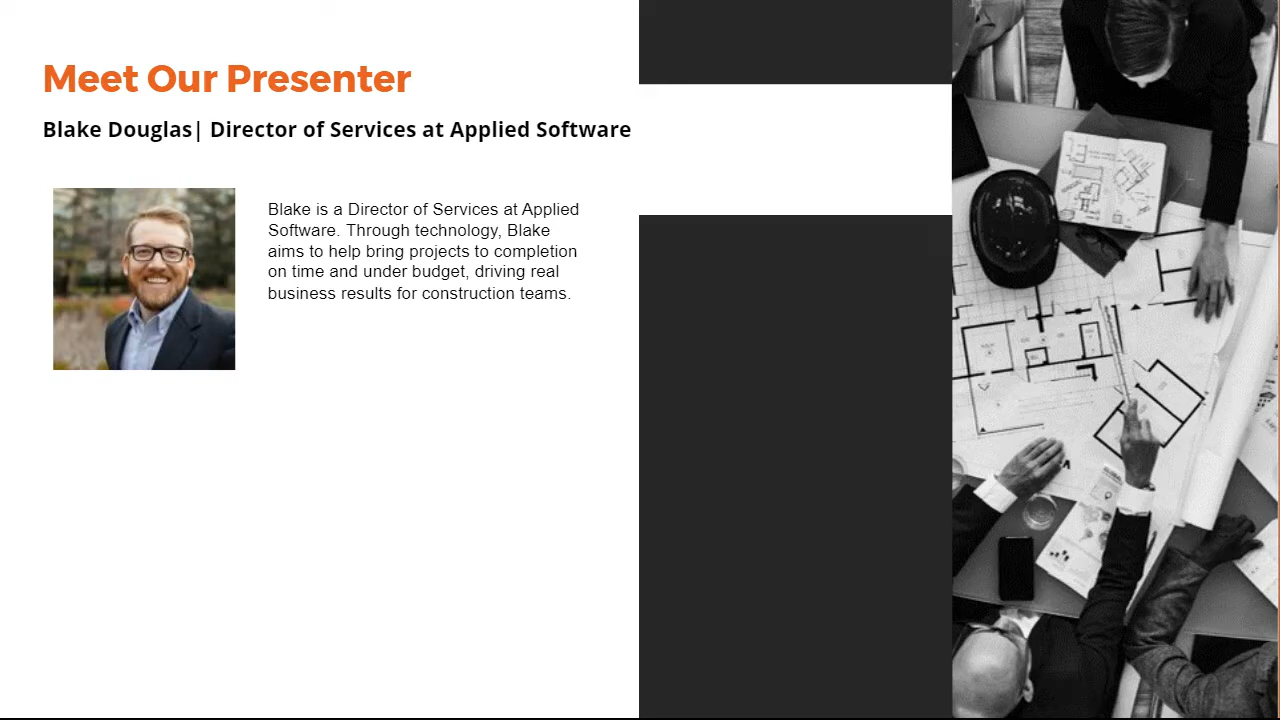 Meet Our Presenter
Blake Douglas| Director of Services at Applied Software
Blake is a Director of Services at Applied
Software. Through technology, Blake
aims to help bring projects to completion
on time and under budget, driving real
business results for construction teams.